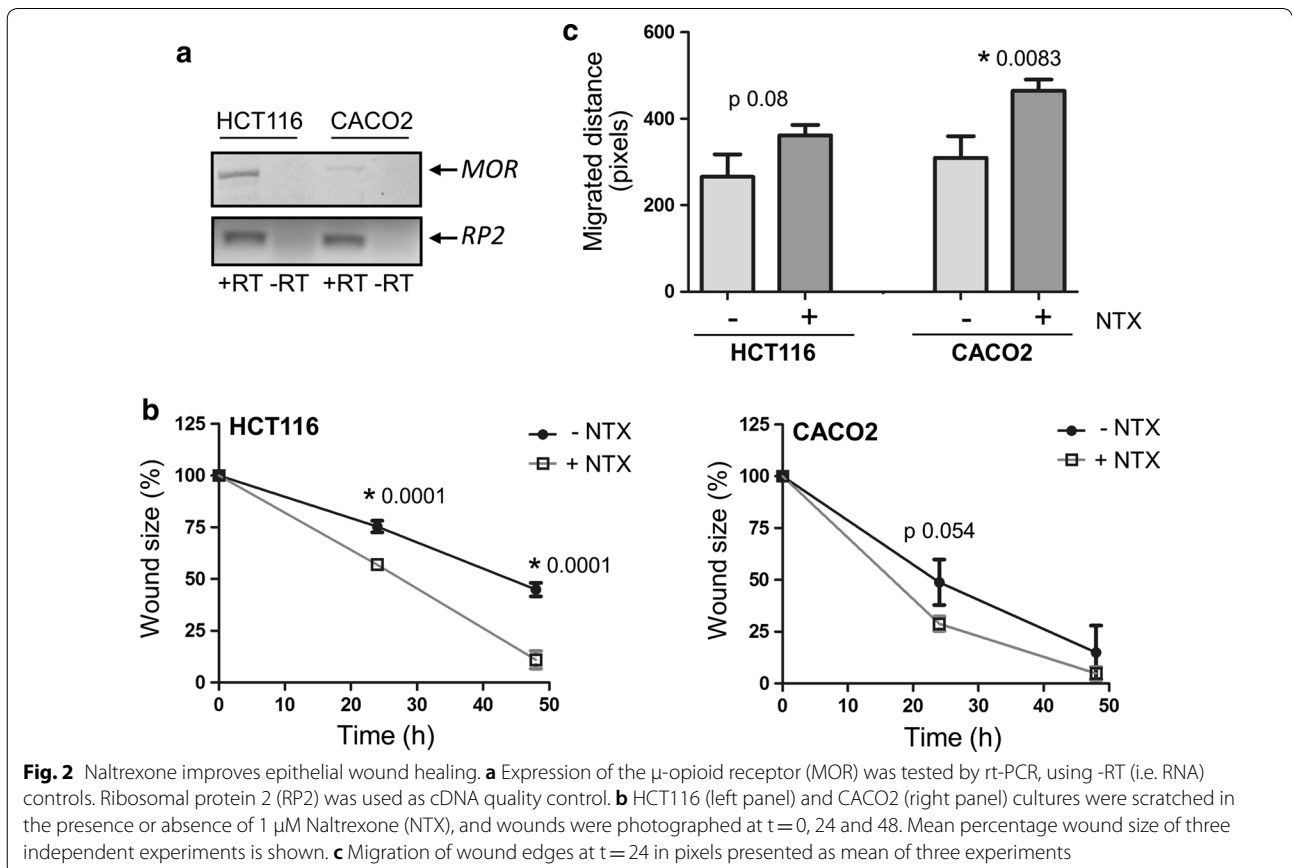 a
HCT116 CACO2
MOR
RP2
+RT -RT +RT -RT
c
Migrated distance
(pixels)
600
400
200
0
p 0.08
* 0.0083
- + - + NTX
HCT116 CACO2
b
HCT116
Wound size (%)
125
100
75
50
25
0
- NTX
+ NTX
* 0.0001
* 0.0001
0 10 20 30 40 50
Time (h)
CACO2
Wound size (%)
125
100
75
50
25
0
- NTX
+ NTX
p 0.054
0 10 20 30 40 50
Time (h)
Fig. 2 Naltrexone improves epithelial wound healing. a Expression of the μ-opioid receptor (MOR) was tested by rt-PCR, using -RT (i.e. RNA)
controls. Ribosomal protein 2 (RP2) was used as cDNA quality control. b HCT116 (left panel) and CACO2 (right panel) cultures were scratched in
the presence or absence of 1 μM Naltrexone (NTX), and wounds were photographed at t = 0, 24 and 48. Mean percentage wound size of three
independent experiments is shown. c Migration of wound edges at t = 24 in pixels presented as mean of three experiments